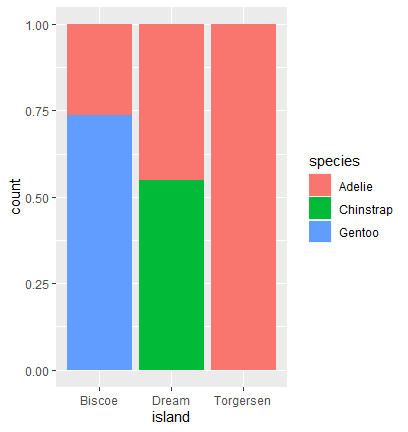 1.00
0.75
0.50
0.25
0.00
count
Biscoe Dream Torgersen
island
species
Adelie
Chinstrap
Gentoo